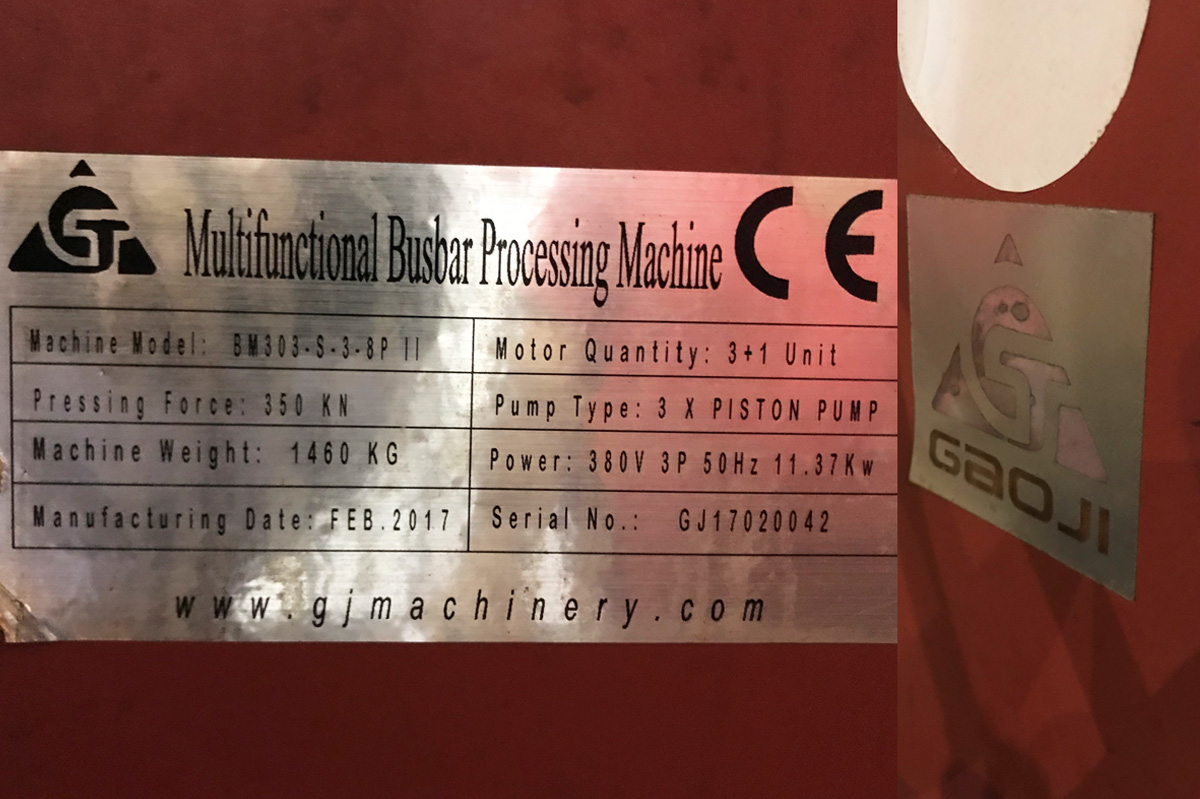 GJ
Multifunctional Busbar Processing Machine CE
Machine Model: BM303-S-3-8P II
Motor Quantity: 3+1 Unit
Pressing Force: 350 KN
Pump Type: 3 X PISTON PUMP
Machine Weight: 1460 KG
Power: 380V 3P 50Hz 11.37Kw
Manufacturing Date: FEB.2017
Serial No.: GJ17020042
www.gjmachinery.com
GJ
GAOJI